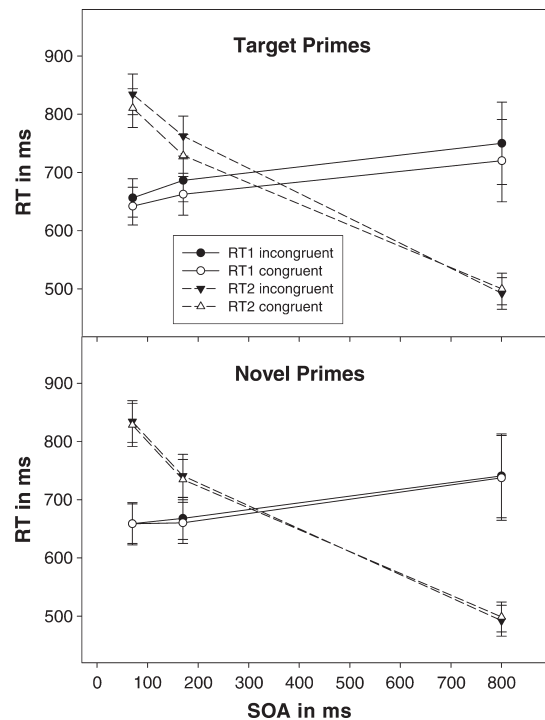 Target Primes
900
800
700
600
500
RT in ms
RT1 incongruent
RT1 congruent
RT2 incongruent
RT2 congruent
Novel Primes
900
800
700
600
500
RT in ms
0 100 200 300 400 500 600 700 800
SOA in ms